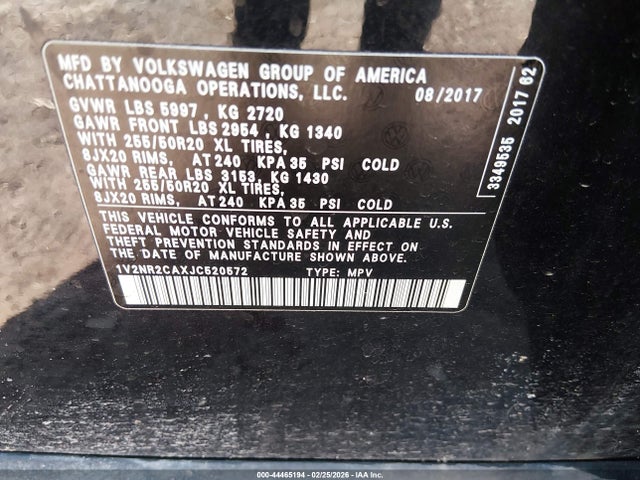 MFD BY VOLKSWAGEN GROUP OF AMERICA
CHATTANOOGA OPERATIONS, LLC. 08/2017
GVWR LBS 5997 , KG 2720
GAWR FRONT LBS 2954 , KG 1340
WITH 255/50R20 XL TIRES,
8JX20 RIMS, AT 240 KPA 35 PSI COLD
GAWR REAR LBS 3153, KG 1430
WITH 255/50R20 XL TIRES,
8JX20 RIMS, AT 240 KPA 35 PSI COLD
THIS VEHICLE CONFORMS TO ALL APPLICABLE U.S.
FEDERAL MOTOR VEHICLE SAFETY AND
THEFT PREVENTION STANDARDS IN EFFECT ON
THE DATE OF MANUFACTURE SHOWN ABOVE.
1V2NR2CAXJC520572 TYPE: MPV
3349535 2017 62
000-44465194 - 02/25/2026 - IAA Inc.